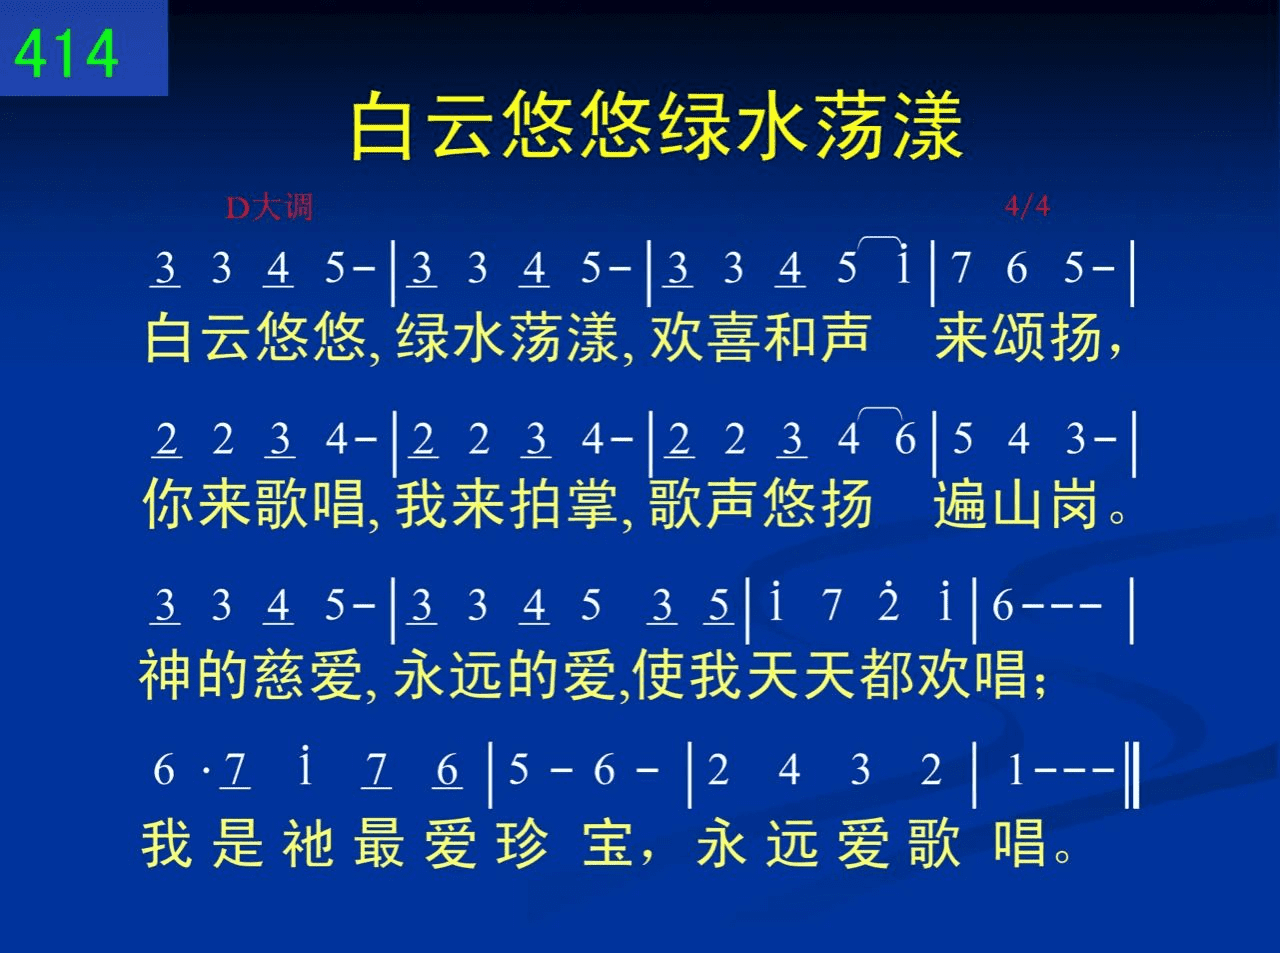 414
白云悠悠绿水荡漾
D大调 4/4
3 3 4 5-|3 3 4 5-|3 3 4 5 i|7 6 5-|
白云悠悠,绿水荡漾,欢喜和声 来颂扬，
2 2 3 4-|2 2 3 4-|2 2 3 4 6|5 4 3-|
你来歌唱,我来拍掌,歌声悠扬 遍山岗。
3 3 4 5-|3 3 4 5 3 5|i 7 2̇ i|6---|
神的慈爱,永远的爱,使我天天都欢唱；
6·7 i 7 6|5-6-|2 4 3 2|1---‖
我是祂最爱珍宝，永远爱歌唱。